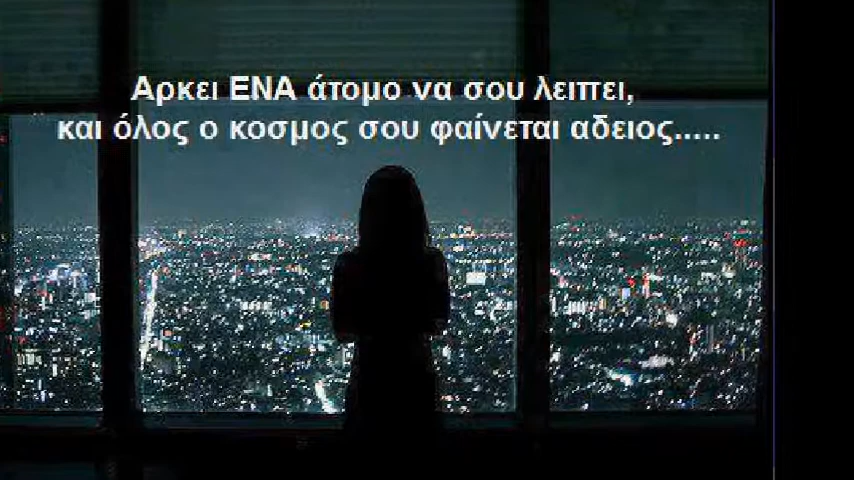 Αρκει ΕΝΑ άτομο να σου λειπει,
και όλος ο κοσμος σου φαίνεται αδειος.....